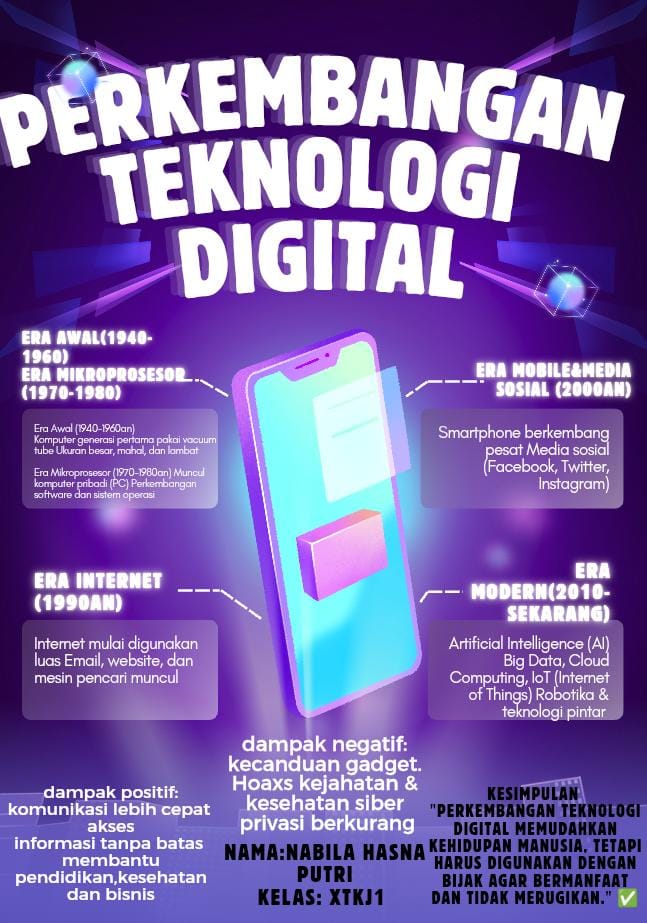 PERKEMBANGAN
TEKNOLOGI
DIGITAL
ERA AWAL(1940-
1960)
ERA MIKROPROSESOR
(1970-1980)
Era Awal (1940-1960an)
Komputer generasi pertama pakai vacuum
tube Ukuran besar, mahal, dan lambat
Era Mikroprosesor (1970-1980an) Muncul
komputer pribadi (PC) Perkembangan
software dan sistem operasi
ERA MOBILE&MEDIA
SOSIAL (2000AN)
Smartphone berkembang
pesat Media sosial
(Facebook, Twitter,
Instagram)
ERA INTERNET
(1990AN)
Internet mulai digunakan
luas Email, website, dan
mesin pencari muncul
ERA
MODERN(2010-
SEKARANG)
Artificial Intelligence (AI)
Big Data, Cloud
Computing, IoT (Internet
of Things) Robotika &
teknologi pintar
dampak positif:
komunikasi lebih cepat
akses
informasi tanpa batas
membantu
pendidikan,kesehatan
dan bisnis
dampak negatif:
kecanduan gadget.
Hoaxs kejahatan &
kesehatan siber
privasi berkurang
NAMA:NABILA HASNA
PUTRI
KELAS: XTKJ1
KESIMPULAN
"PERKEMBANGAN TEKNOLOGI
DIGITAL MEMUDAHKAN
KEHIDUPAN MANUSIA, TETAPI
HARUS DIGUNAKAN DENGAN
BIJAK AGAR BERMANFAAT
DAN TIDAK MERUGIKAN." ✅